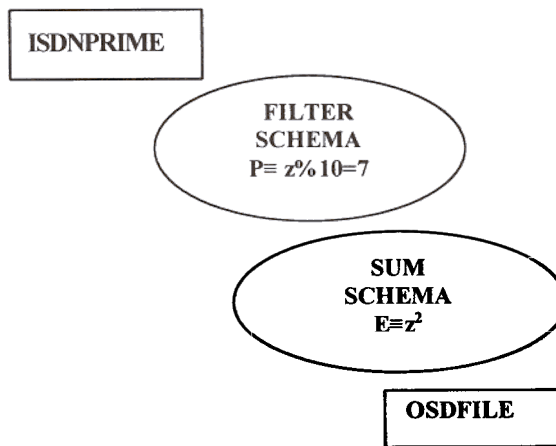 ISDNPRIME
FILTER
SCHEMA
P≡ z%10=7
SUM
SCHEMA
E≡z²
OSDFILE